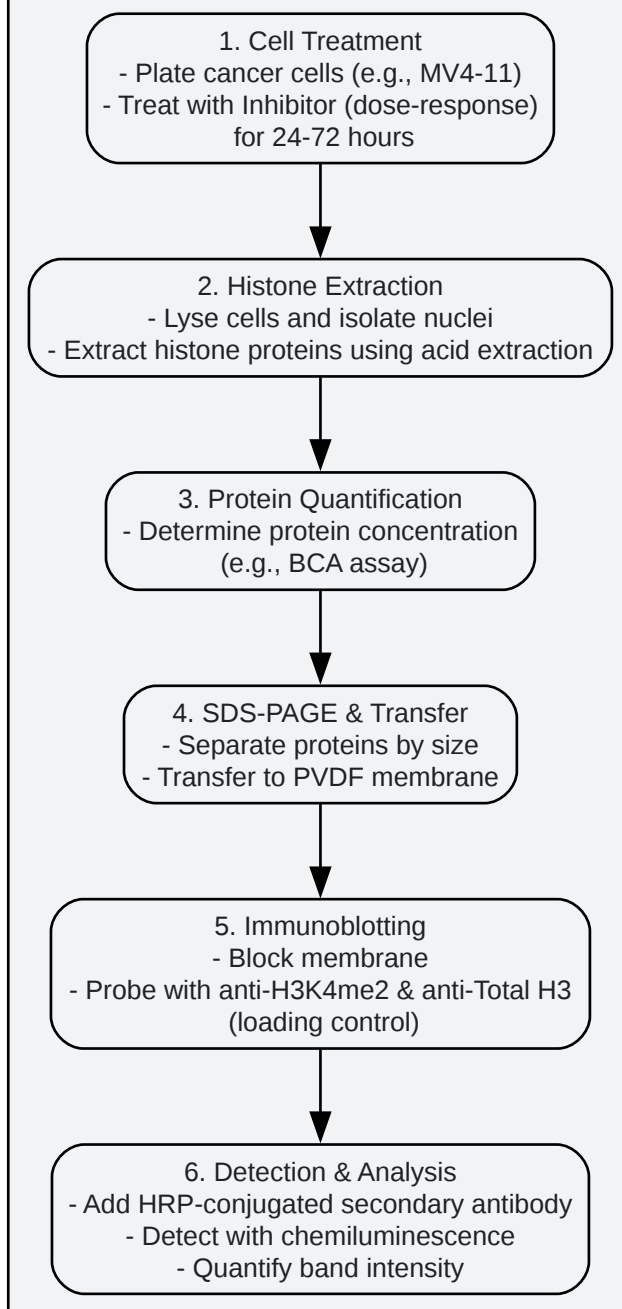 1. Cell Treatment
- Plate cancer cells (e.g., MV4-11)
- Treat with Inhibitor (dose-response)
for 24-72 hours
2. Histone Extraction
- Lyse cells and isolate nuclei
- Extract histone proteins using acid extraction
3. Protein Quantification
- Determine protein concentration
(e.g., BCA assay)
4. SDS-PAGE & Transfer
- Separate proteins by size
- Transfer to PVDF membrane
5. Immunoblotting
- Block membrane
- Probe with anti-H3K4me2 & anti-Total H3
(loading control)
6. Detection & Analysis
- Add HRP-conjugated secondary antibody
- Detect with chemiluminescence
- Quantify band intensity